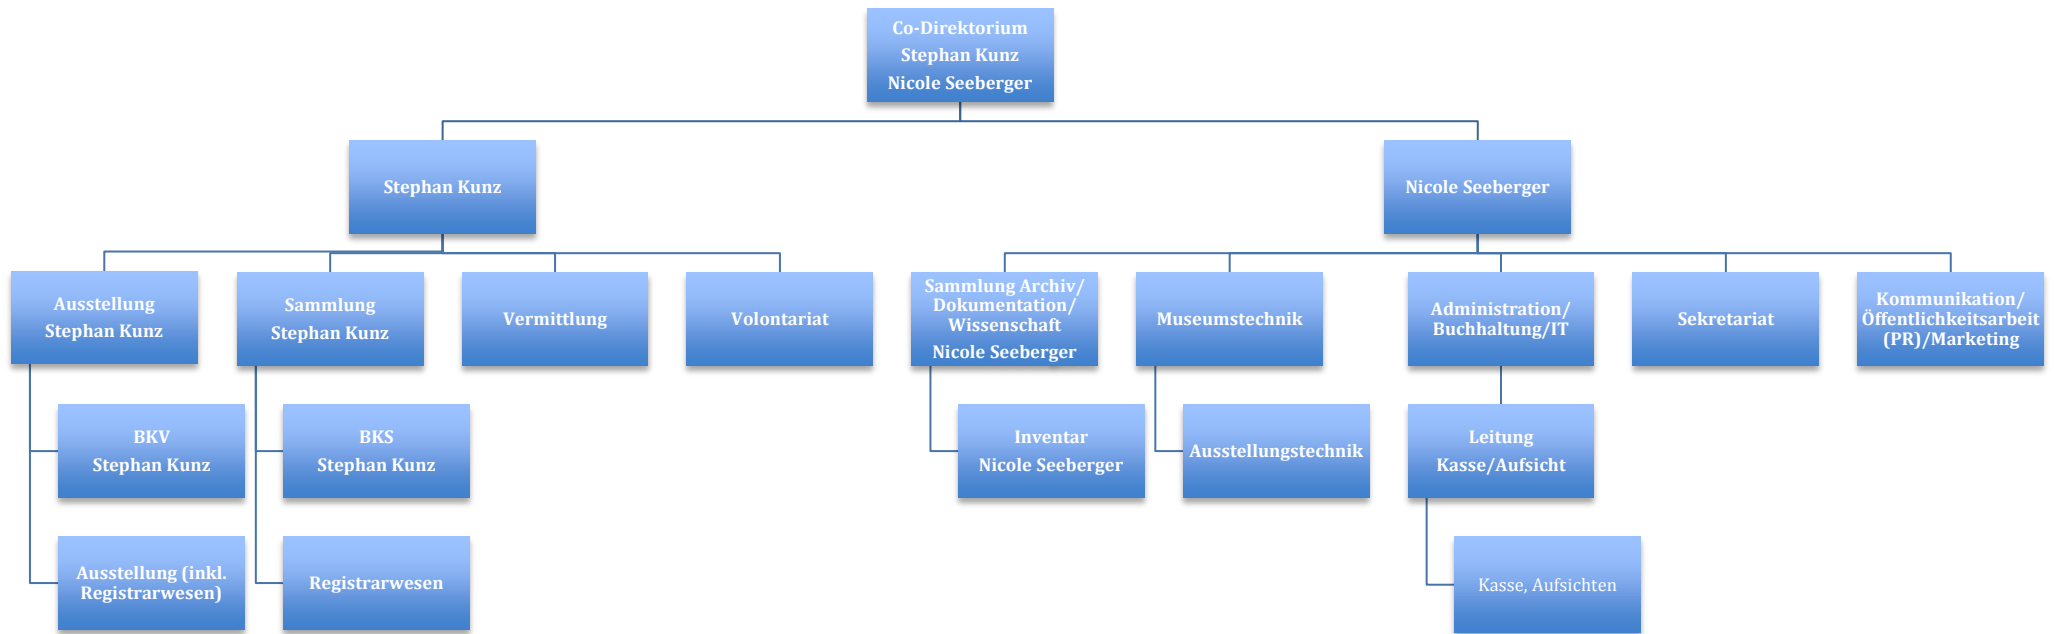 Co-Direktorium
Stephan Kunz
Nicole Seeberger
Stephan Kunz
Nicole Seeberger
Ausstellung
Stephan Kunz
Sammlung
Stephan Kunz
Vermittlung
Volontariat
Sammlung Archiv/
Dokumentation/
Wissenschaft
Nicole Seeberger
Museumstechnik
Administration/
Buchhaltung/IT
Sekretariat
Kommunikation/
Öffentlichkeitsarbeit
(PR)/Marketing
BKV
Stephan Kunz
BKS
Stephan Kunz
Inventar
Nicole Seeberger
Ausstellungstechnik
Leitung
Kasse/Aufsicht
Ausstellung (inkl.
Registrarwesen)
Registrarwesen
Kasse, Aufsichten